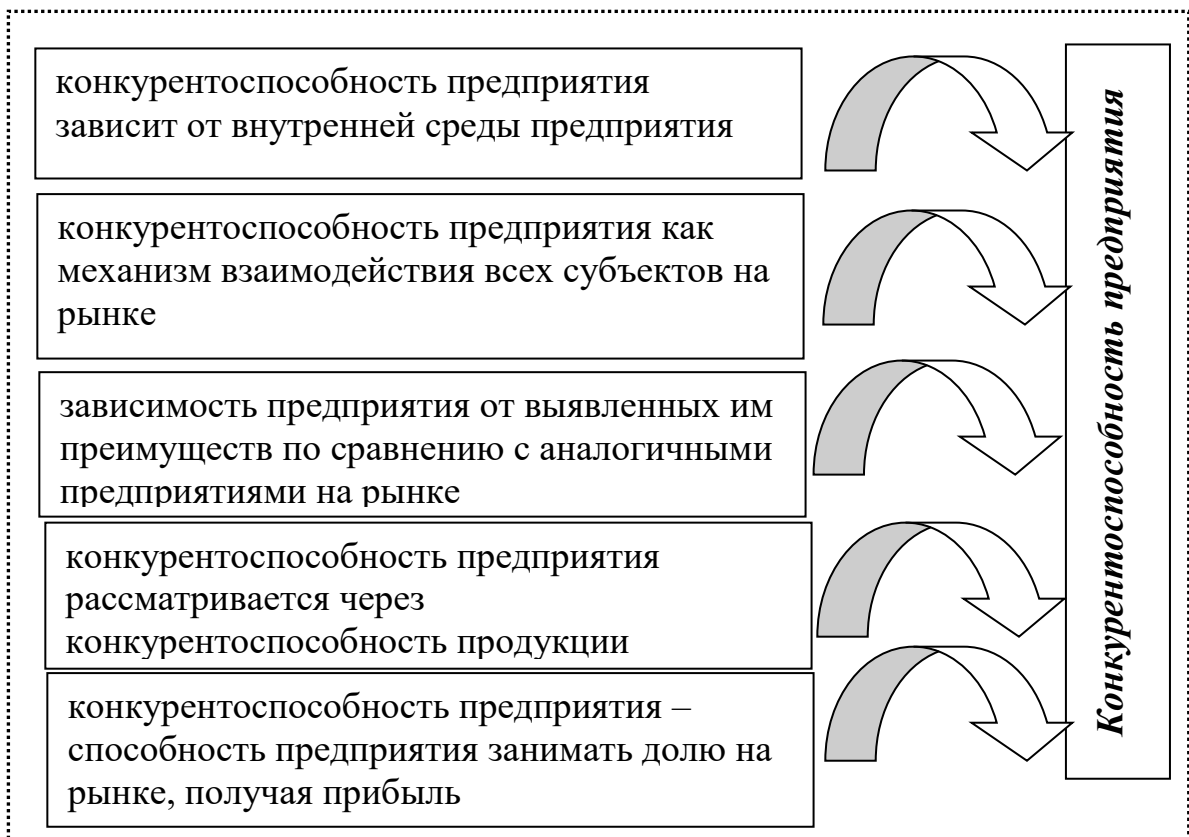 конкурентоспособность предприятия
зависит от внутренней среды предприятия
конкурентоспособность предприятия как
механизм взаимодействия всех субъектов на
рынке
зависимость предприятия от выявленных им
преимуществ по сравнению с аналогичными
предприятиями на рынке
конкурентоспособность предприятия
рассматривается через
конкурентоспособность продукции
конкурентоспособность предприятия –
способность предприятия занимать долю на
рынке, получая прибыль
Конкурентоспособность предприятия